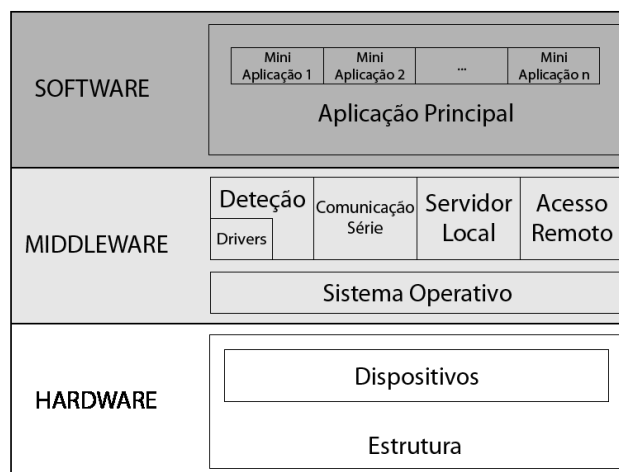 SOFTWARE
Mini
Aplicação 1
Mini
Aplicação 2
...
Mini
Aplicação n
Aplicação Principal
MIDDLEWARE
Deteção
Drivers
Comunicação
Série
Servidor
Local
Acesso
Remoto
Sistema Operativo
HARDWARE
Dispositivos
Estrutura